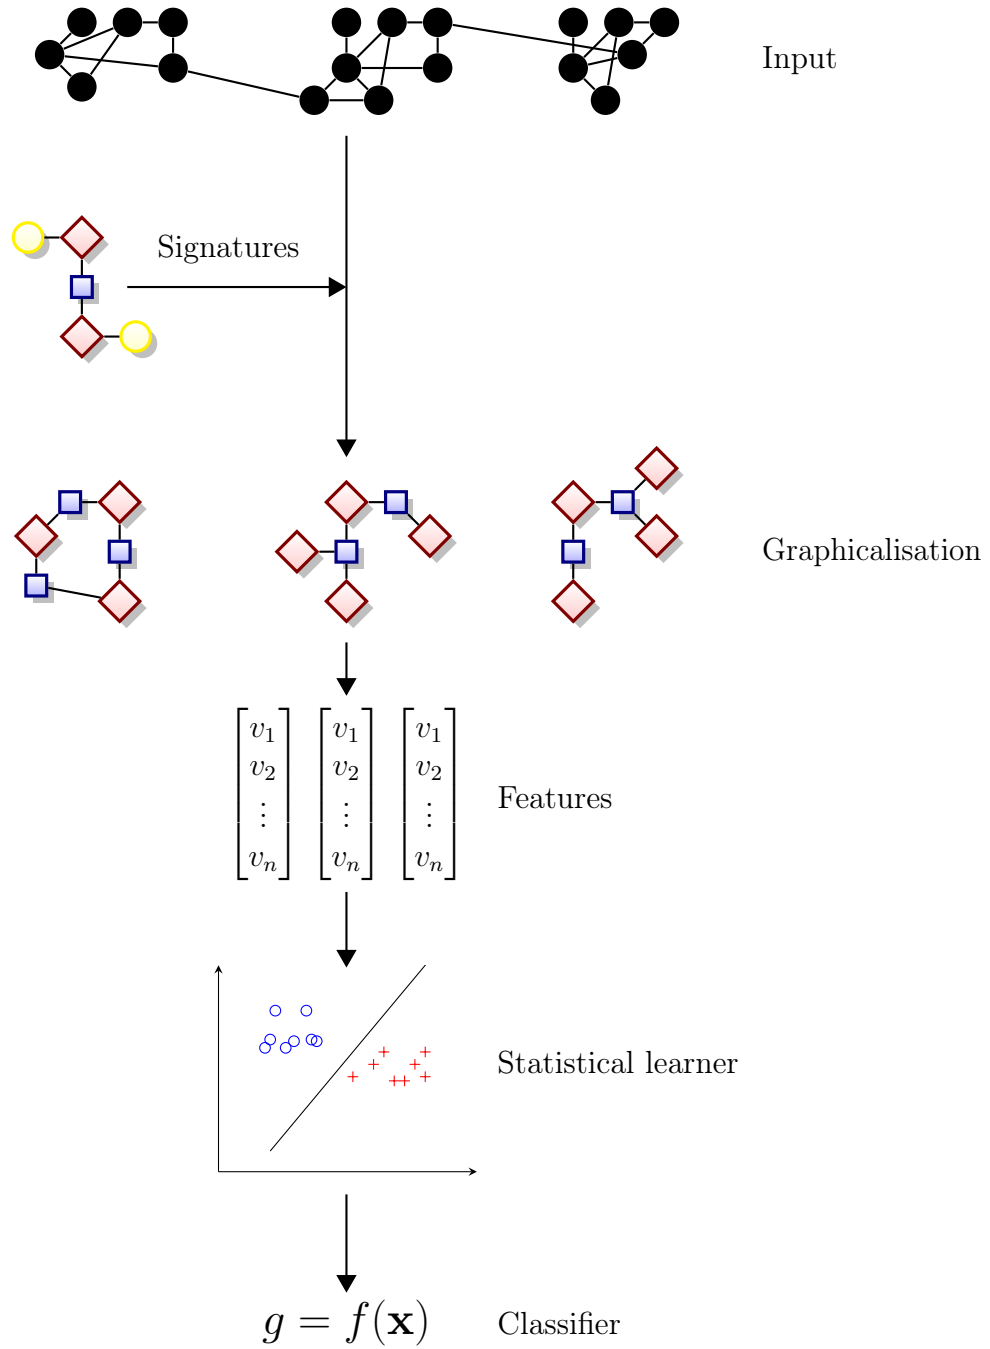 Input
Signatures
Graphicalisation
v₁ v₁ v₁
v₂ v₂ v₂
⋮ ⋮ ⋮
vₙ vₙ vₙ
Features
Statistical learner
g = f(𝐱)
Classifier